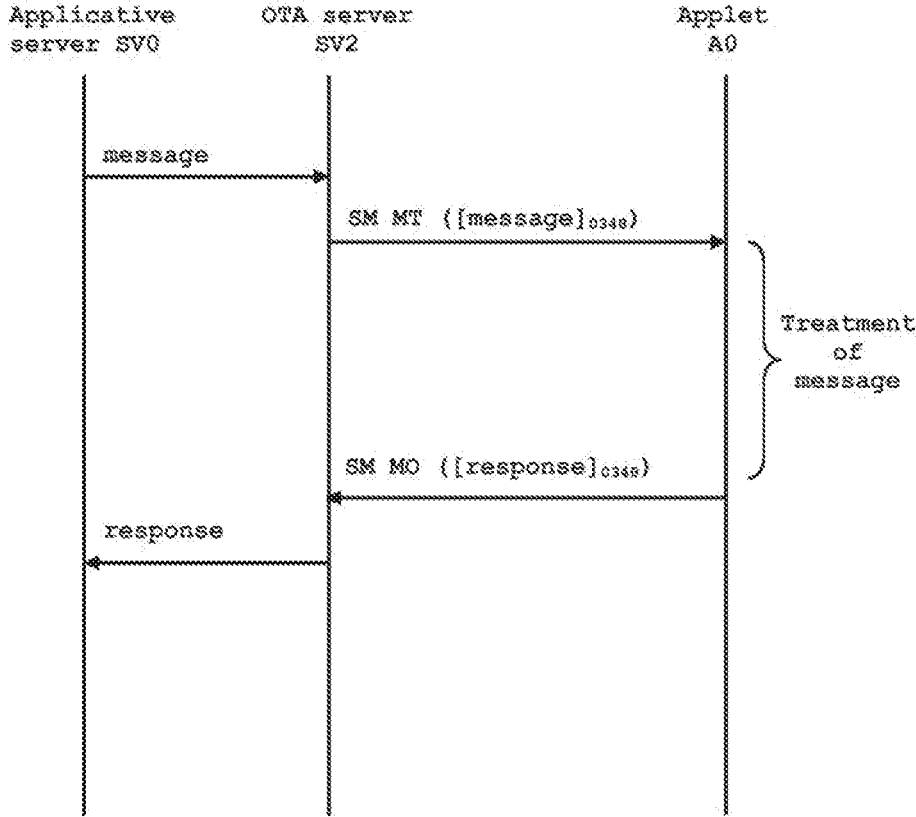 Applicative
server SV0
OTA server
SV2
Applet
A0
message
SM MT ([message]0348)
Treatment
of
message
SM MO ([response]0348)
response